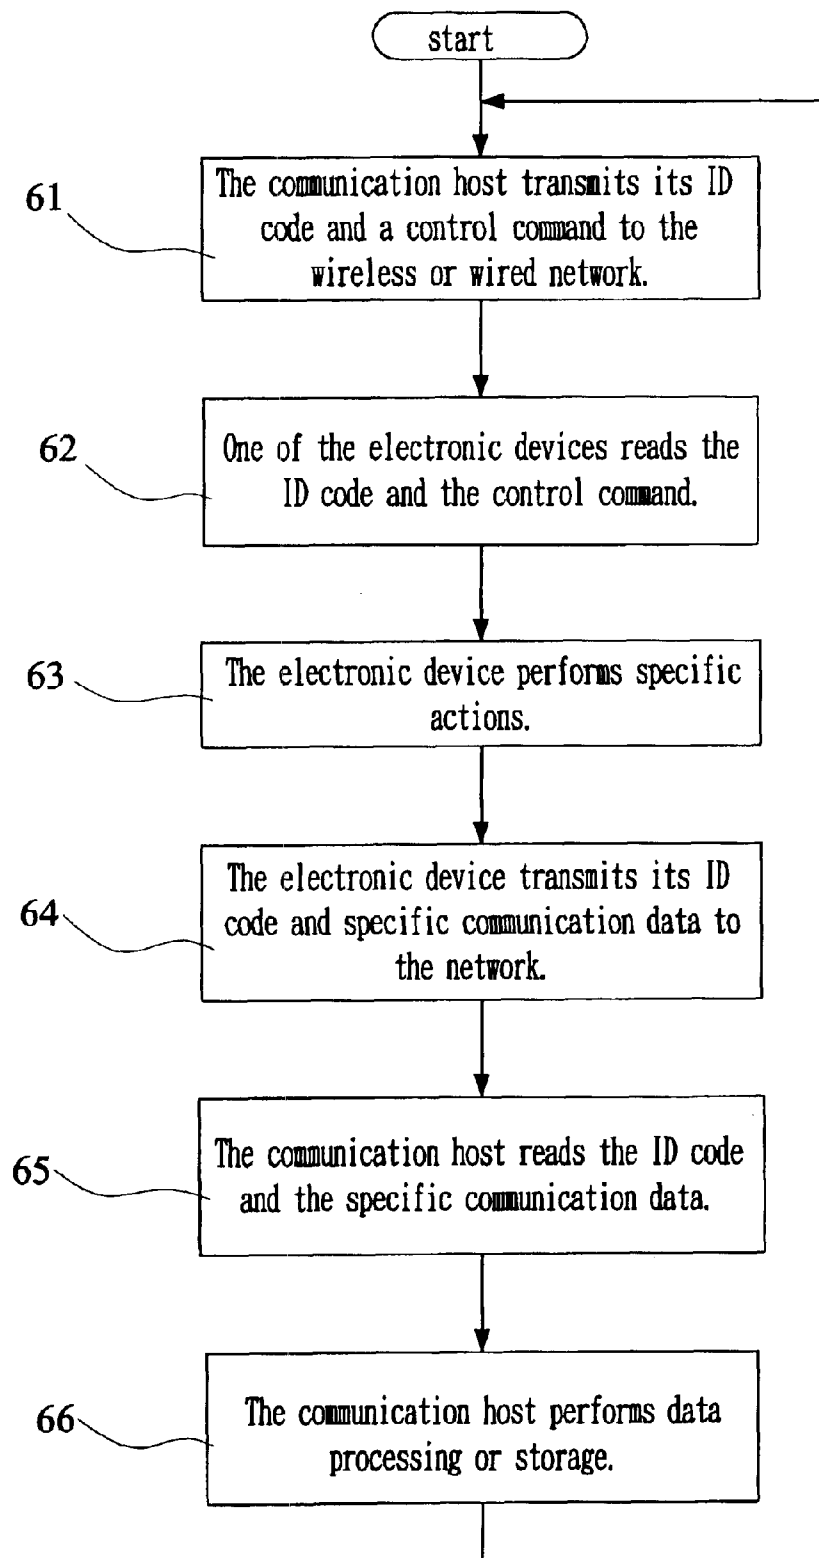 start
61
The communication host transmits its ID
code and a control command to the
wireless or wired network.
62
One of the electronic devices reads the
ID code and the control command.
63
The electronic device performs specific
actions.
64
The electronic device transmits its ID
code and specific communication data to
the network.
65
The communication host reads the ID code
and the specific communication data.
66
The communication host performs data
processing or storage.